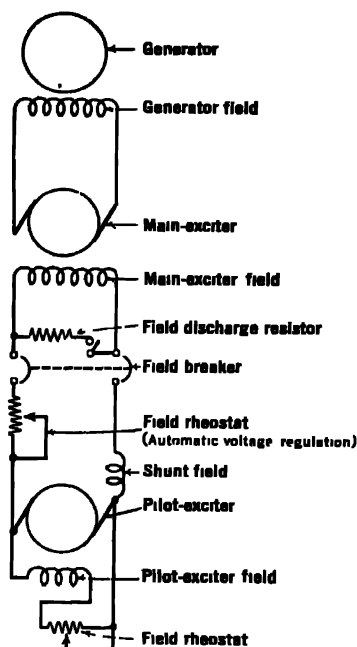 Generator
Generator field
Main-exciter
Main-exciter field
Field discharge resistor
Field breaker
Field rheostat
(Automatic voltage regulation)
Shunt field
Pilot-exciter
Pilot-exciter field
Field rheostat